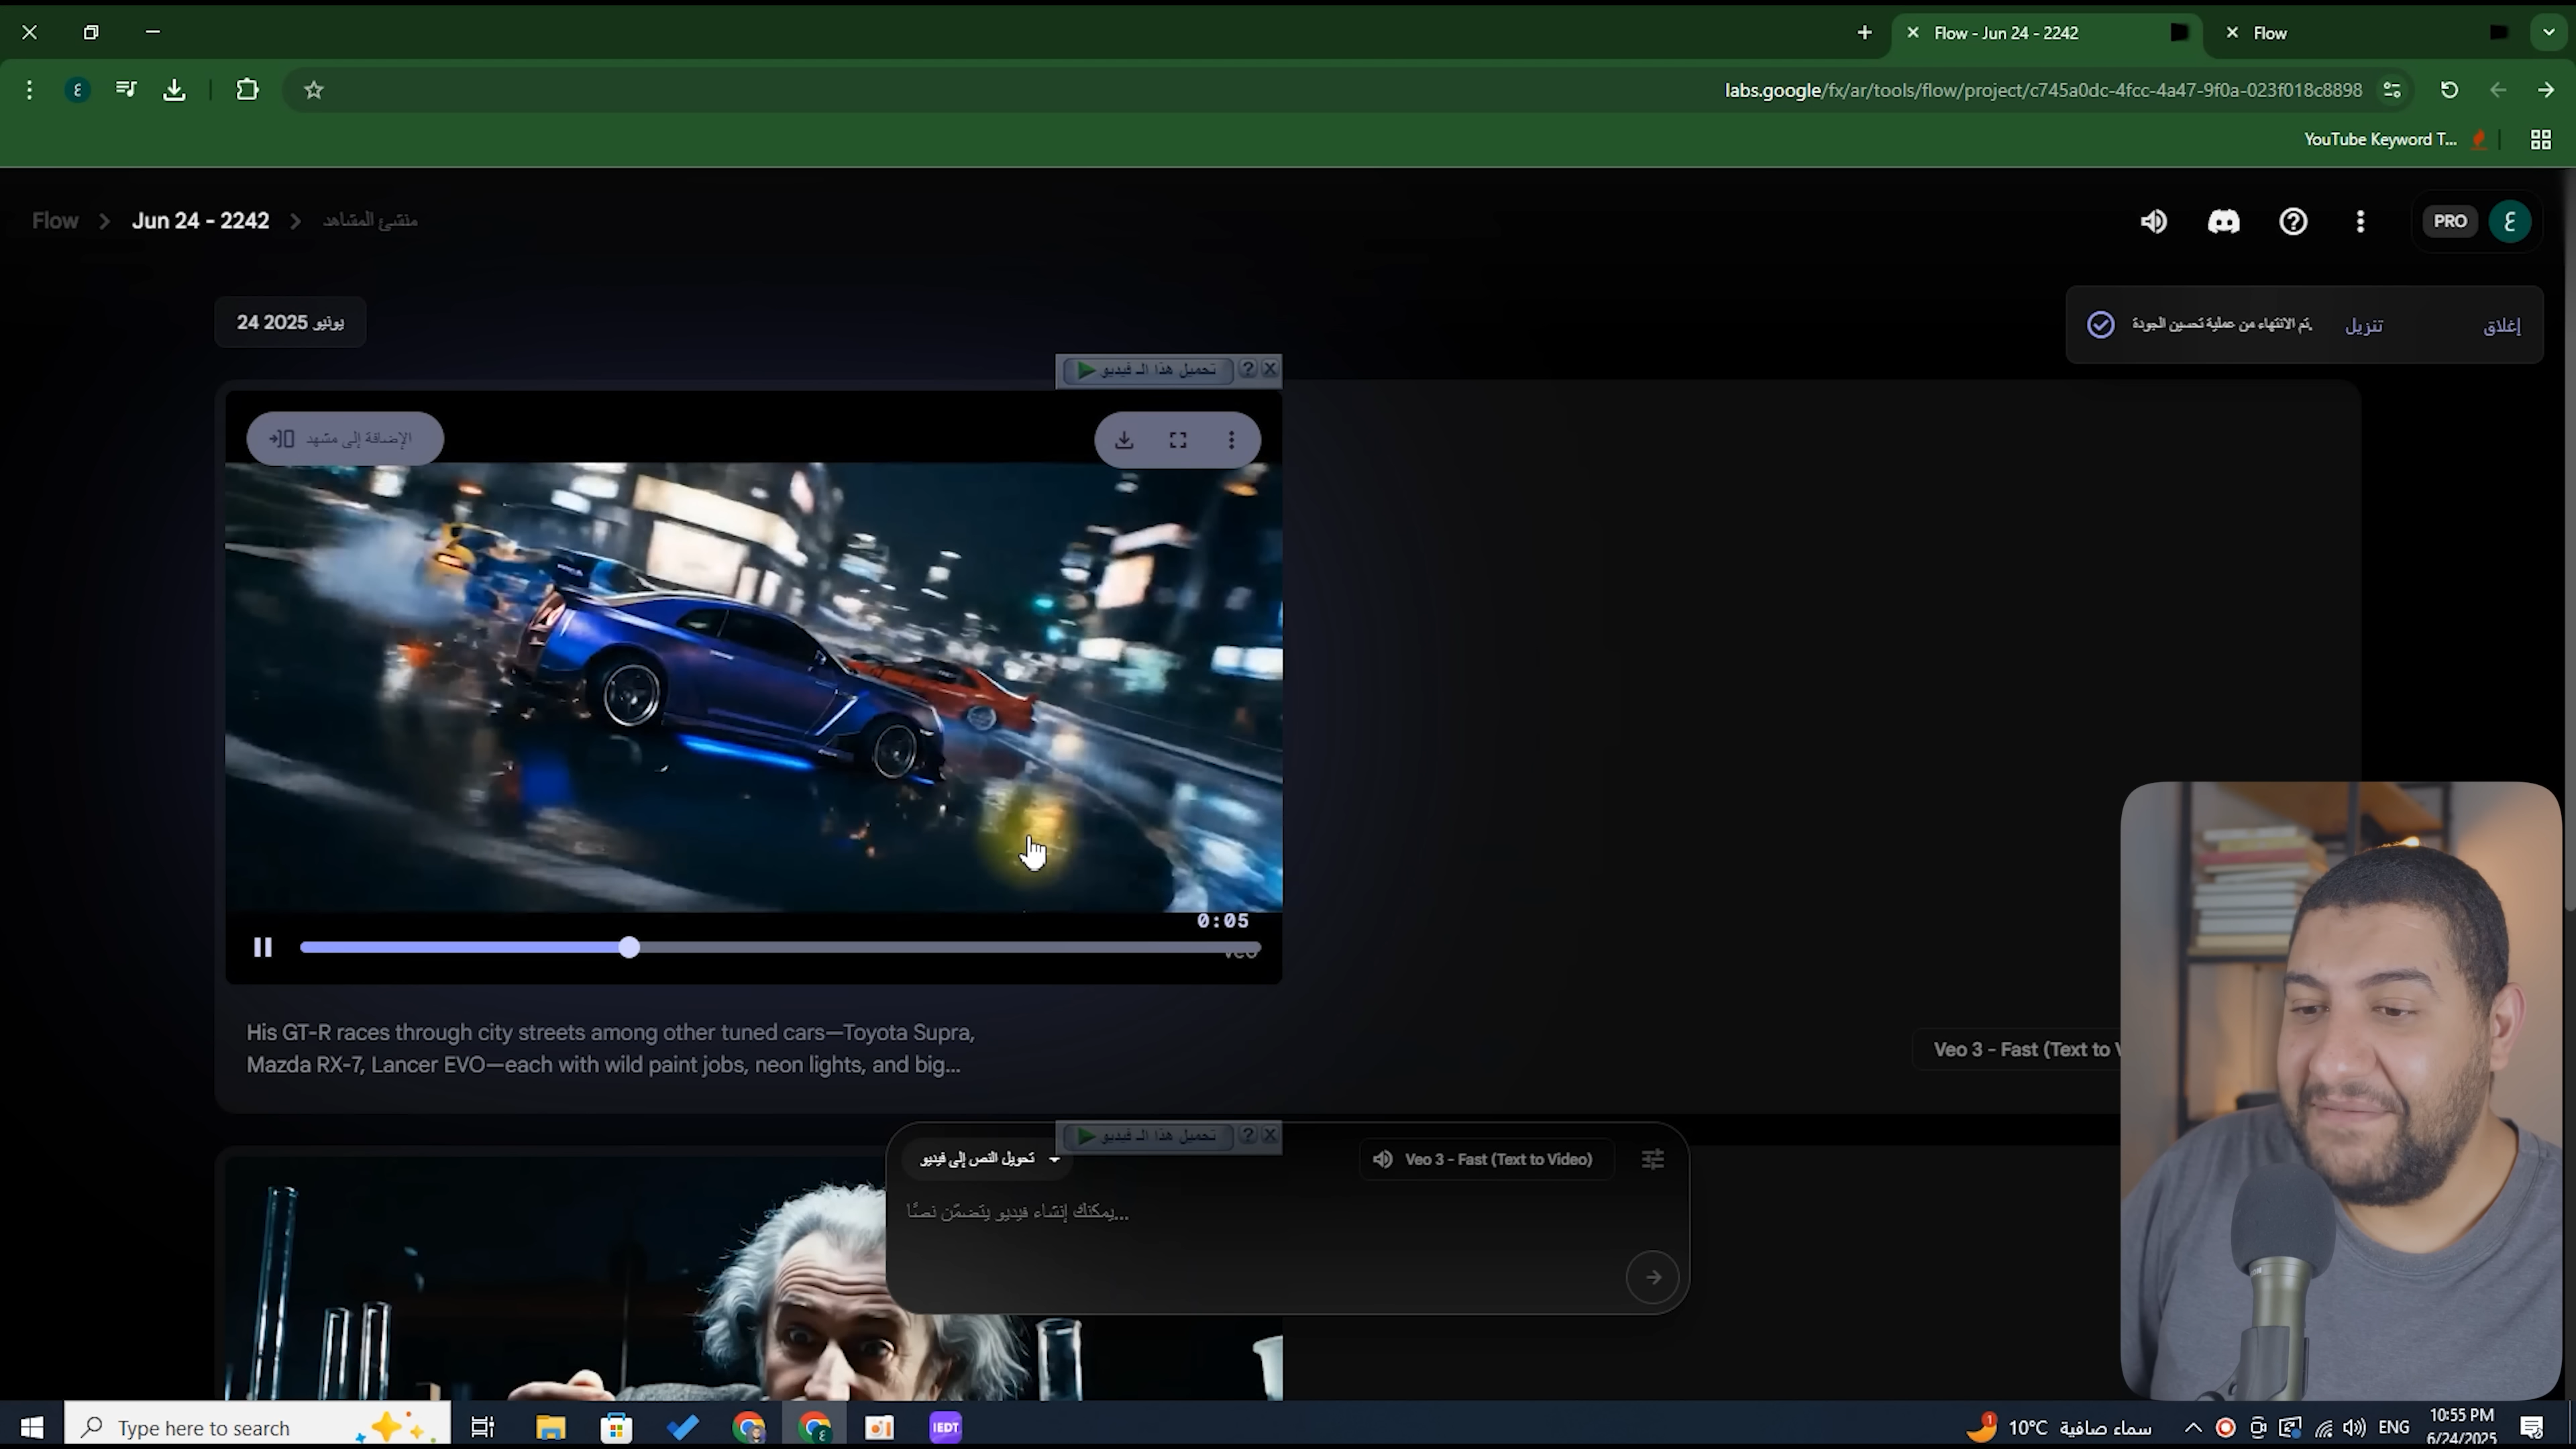 Flow - Jun 24 - 2242
Flow
labs.google/fx/ar/tools/flow/project/c745a0dc-4fcc-4a47-9f0a-023f018c8898
YouTube Keyword T...
Flow > Jun 24 - 2242 > منشئ المشاهد
PRO ع
24 يونيو 2025
تم الانتهاء من عملية تحسين الجودة.
تنزيل
إغلاق
تحميل هذا الـ فيديو
الإضافة إلى مشهد
0:05
His GT-R races through city streets among other tuned cars—Toyota Supra,
Mazda RX-7, Lancer EVO—each with wild paint jobs, neon lights, and big...
Veo 3 - Fast (Text to V
تحميل هذا الـ فيديو
تحويل النص إلى فيديو
Veo 3 - Fast (Text to Video)
يمكنك إنشاء فيديو يتضمّن نصًا...
Type here to search
IEDT
10°C سماء صافية
ENG
10:55 PM
6/24/2025